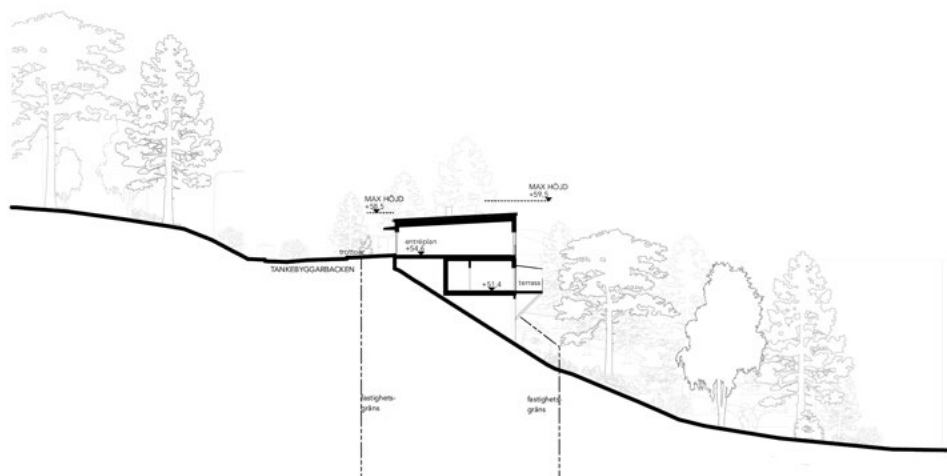 MAX HÖJD
+58,5
MAX HÖJD
+59,5
entréplan
+54,6
trottoar
TANKEBYGGARBACKEN
+51,4
terrass
fastighets-
gräns
fastighets-
gräns